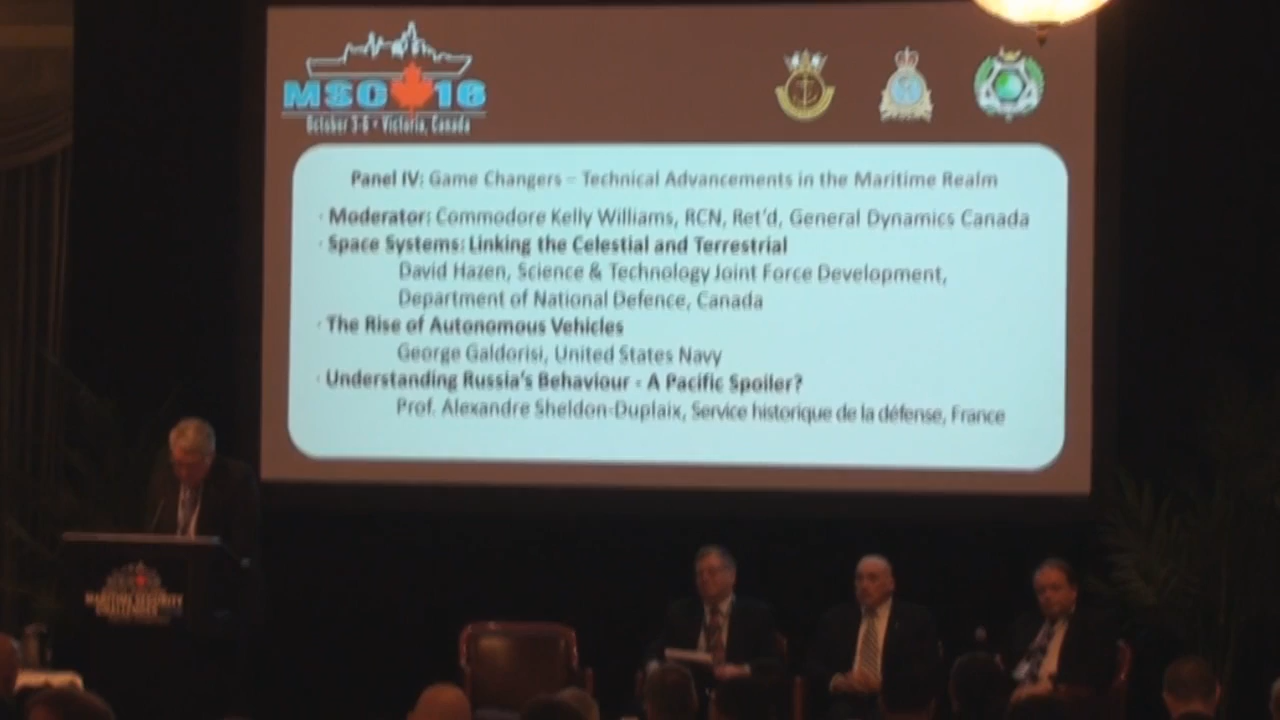 MSC 16
October 3-6 • Victoria, Canada
Panel IV: Game Changers – Technical Advancements in the Maritime Realm
· Moderator: Commodore Kelly Williams, RCN, Ret'd, General Dynamics Canada
· Space Systems: Linking the Celestial and Terrestrial
David Hazen, Science & Technology Joint Force Development,
Department of National Defence, Canada
· The Rise of Autonomous Vehicles
George Galdorisi, United States Navy
· Understanding Russia's Behaviour - A Pacific Spoiler?
Prof. Alexandre Sheldon-Duplaix, Service historique de la défense, France
MARITIME SECURITY
CHALLENGES